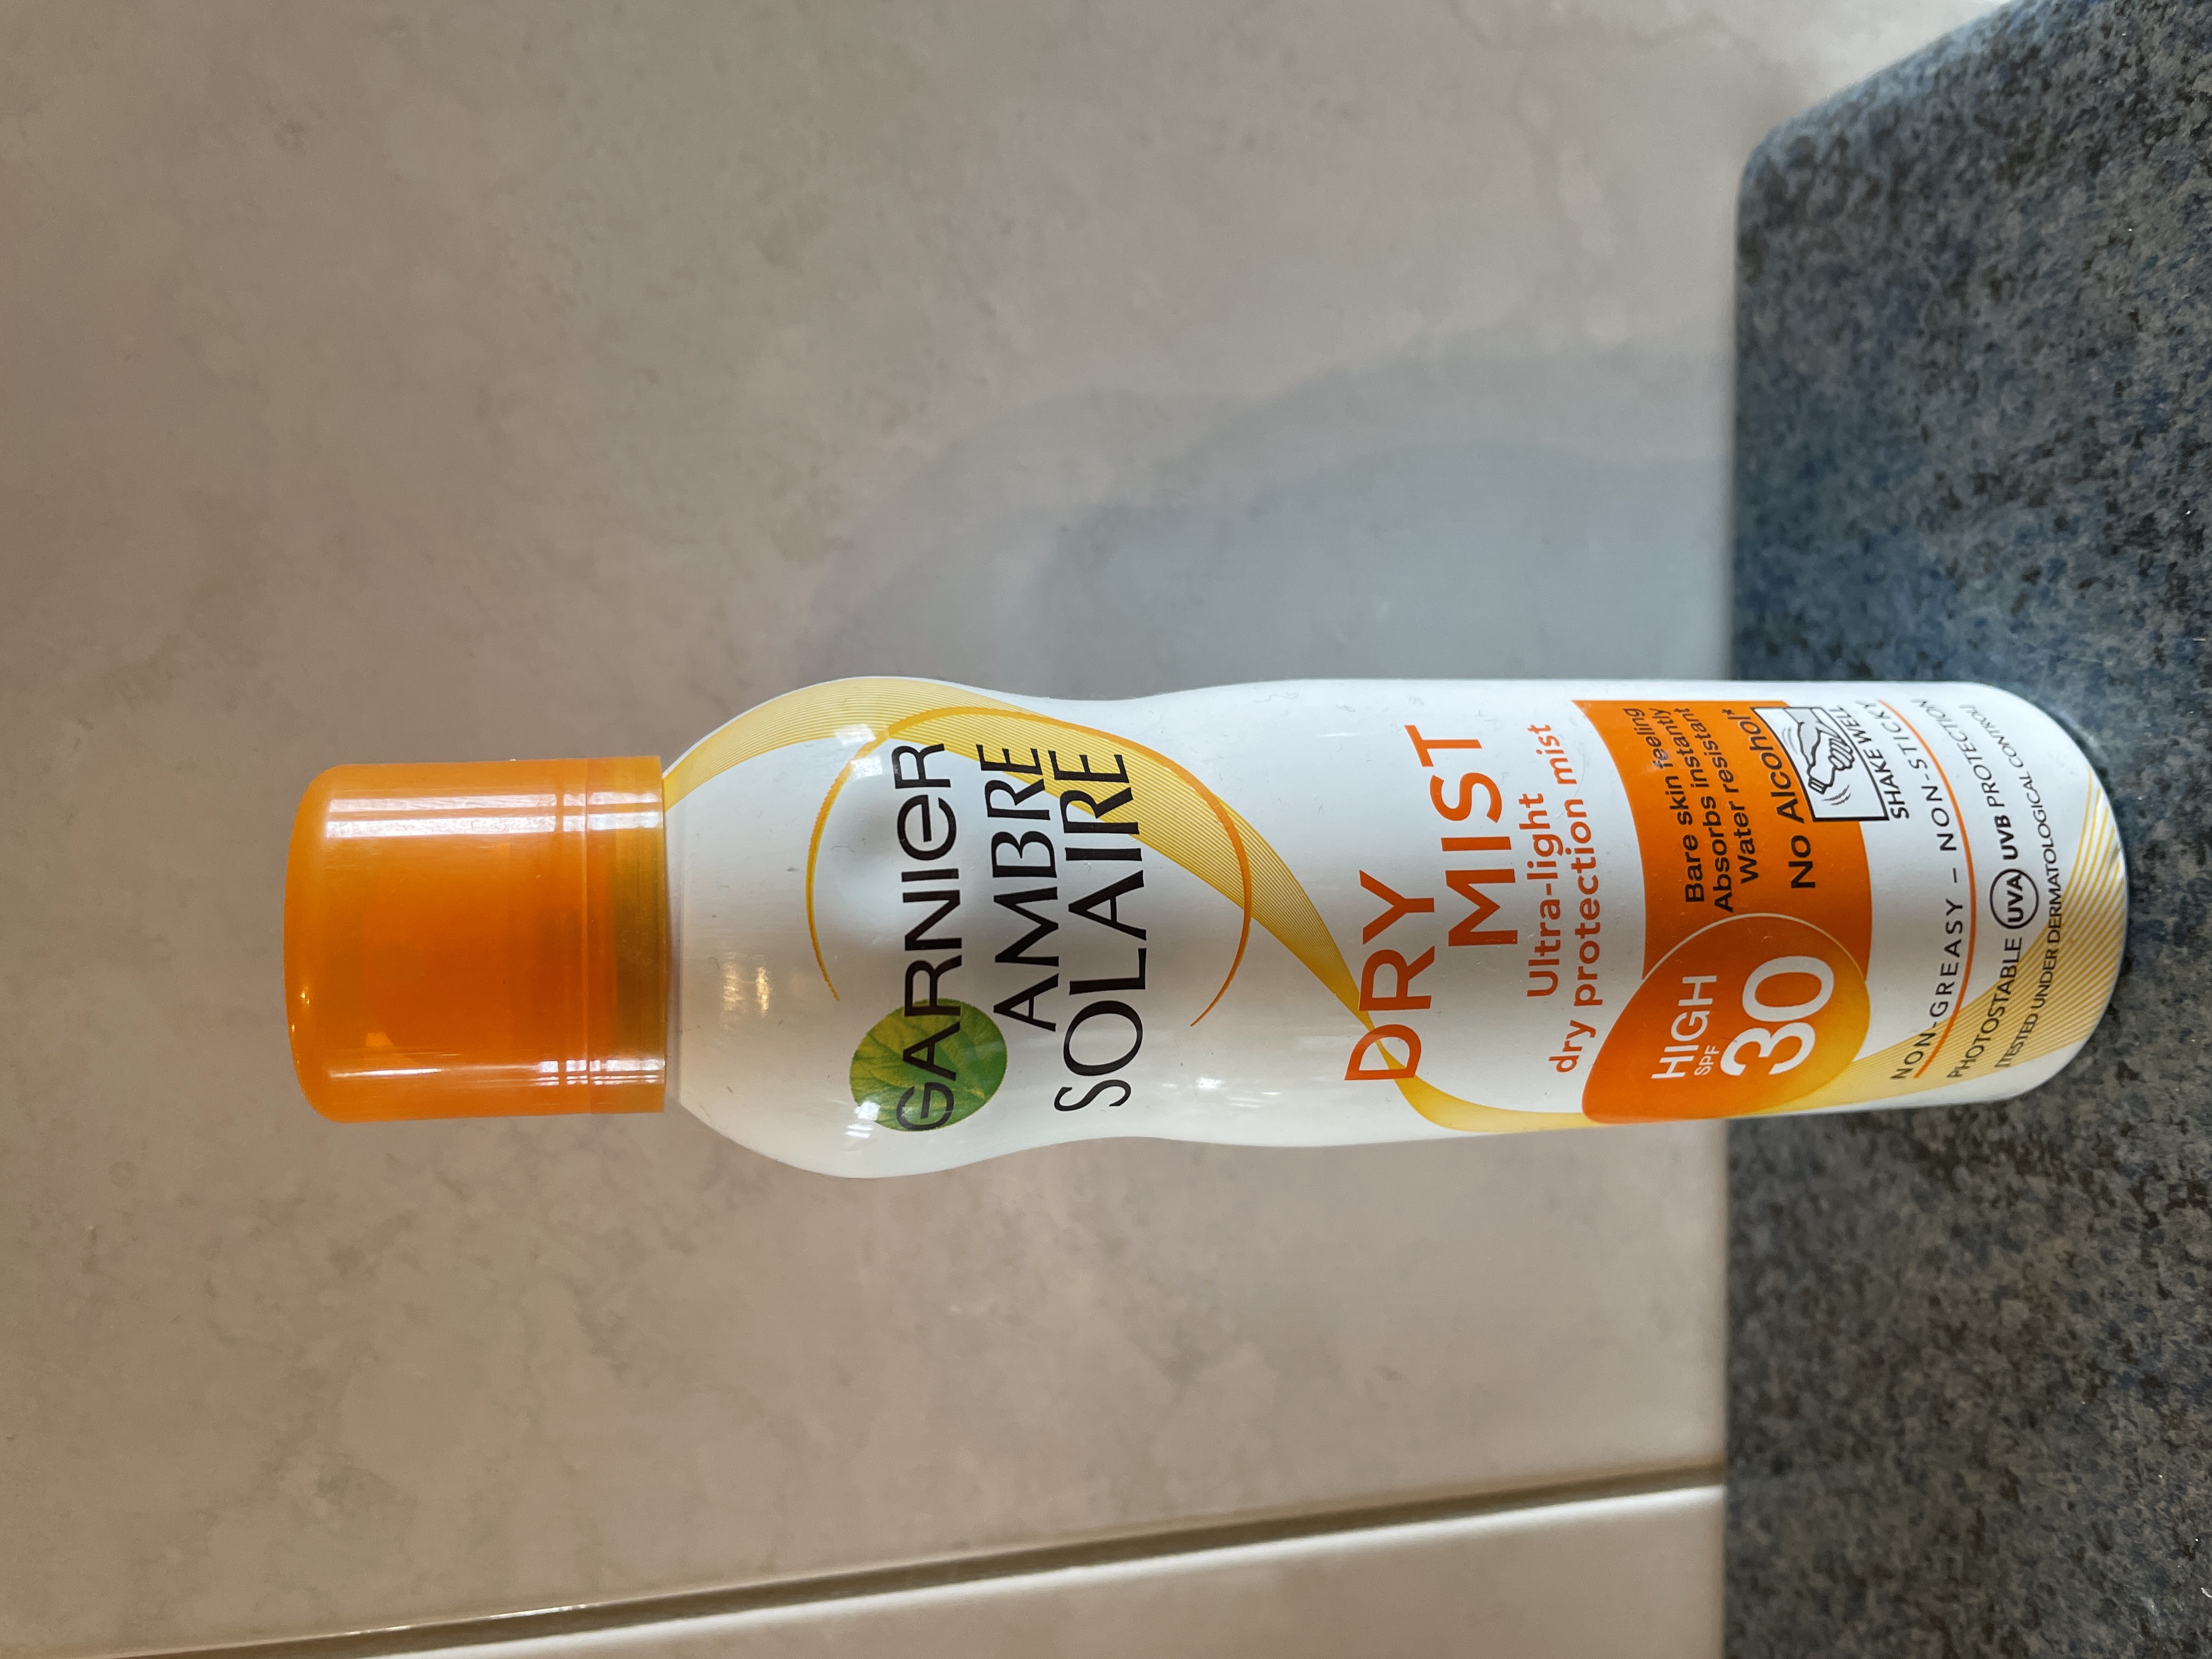 GARNIeR
AMBRE
SOLAIRE
DRY
MIST
Ultra-light
dry protection mist
HIGH
SPF
30
Bare skin feeling
Absorbs instantly
Water resistant
No Alcohol*
SHAKE WELL
NON-GREASY – NON-STICKY
PHOTOSTABLE UVA UVB PROTECTION
[TESTED UNDER DERMATOLOGICAL CONTROL]